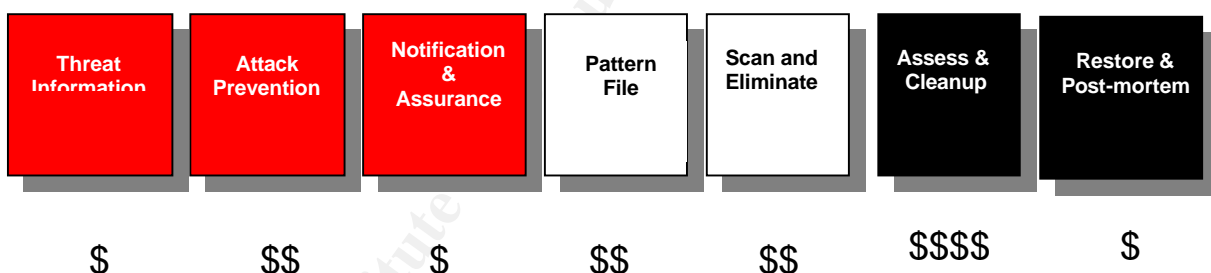 Threat
Information
Attack
Prevention
Notification
&
Assurance
Pattern
File
Scan and
Eliminate
Assess &
Cleanup
Restore &
Post-mortem
$
$$
$
$$
$$
$$$$
$